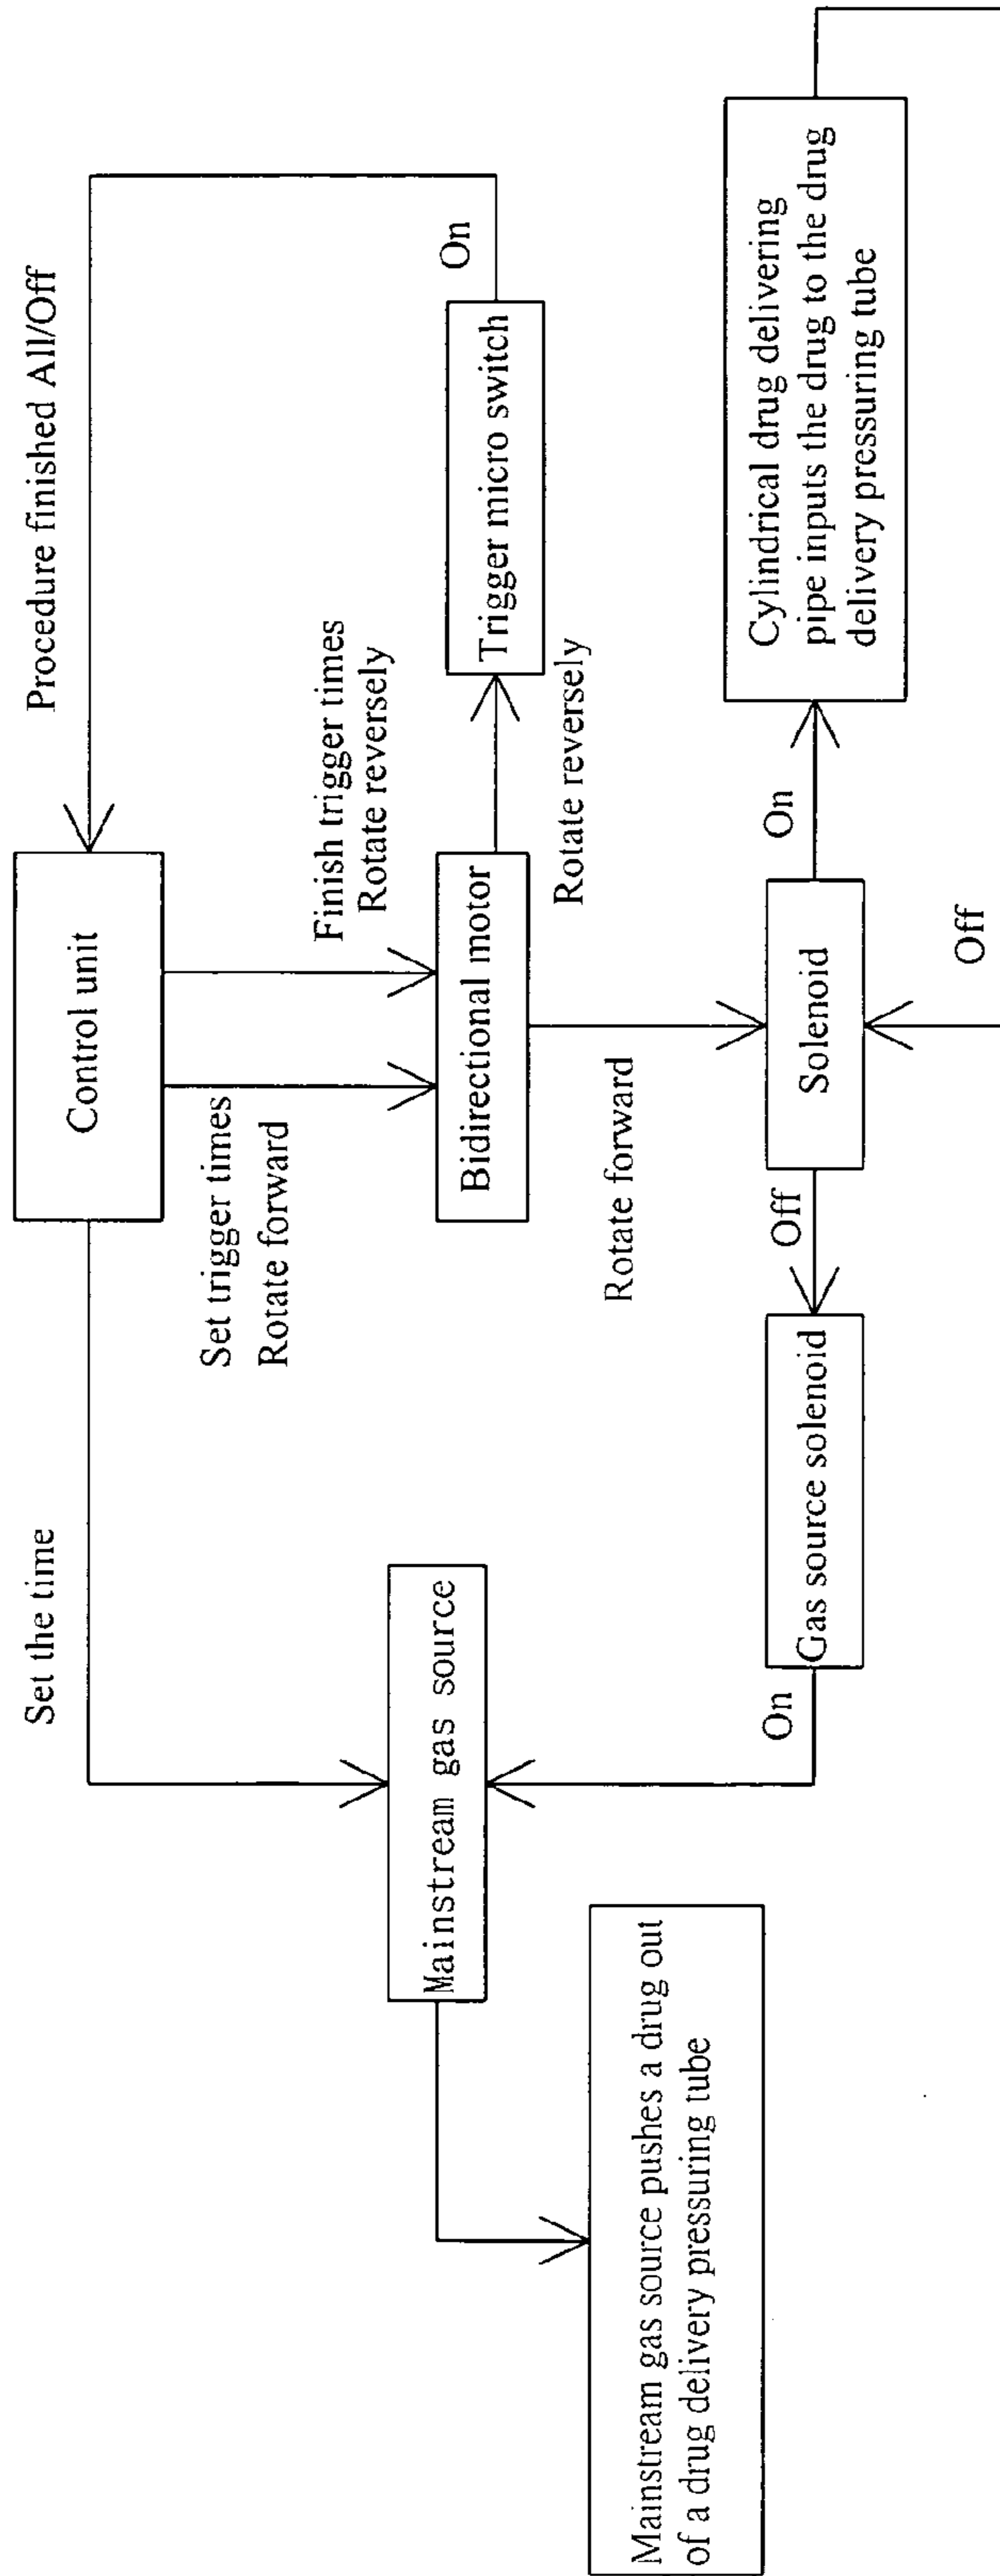 Procedure finished All/Off
Set the time
Control unit
Set trigger times
Rotate forward
Finish trigger times
Rotate reversely
On
Mainstream gas source
Bidirectional motor
Trigger micro switch
Rotate reversely
Rotate forward
Mainstream gas source pushes a drug out
of a drug delivery pressuring tube
On
Gas source solenoid
Off
Solenoid
On
Cylindrical drug delivering
pipe inputs the drug to the drug
delivery pressuring tube
Off